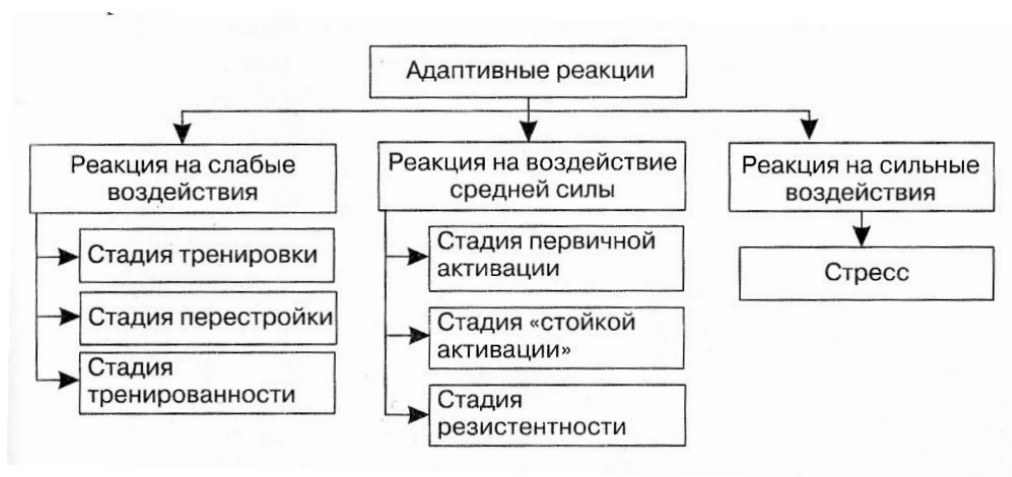 Адаптивные реакции
Реакция на слабые
воздействия
Стадия тренировки
Стадия перестройки
Стадия
тренированности
Реакция на воздействие
средней силы
Стадия первичной
активации
Стадия «стойкой
активации»
Стадия
резистентности
Реакция на сильные
воздействия
Стресс